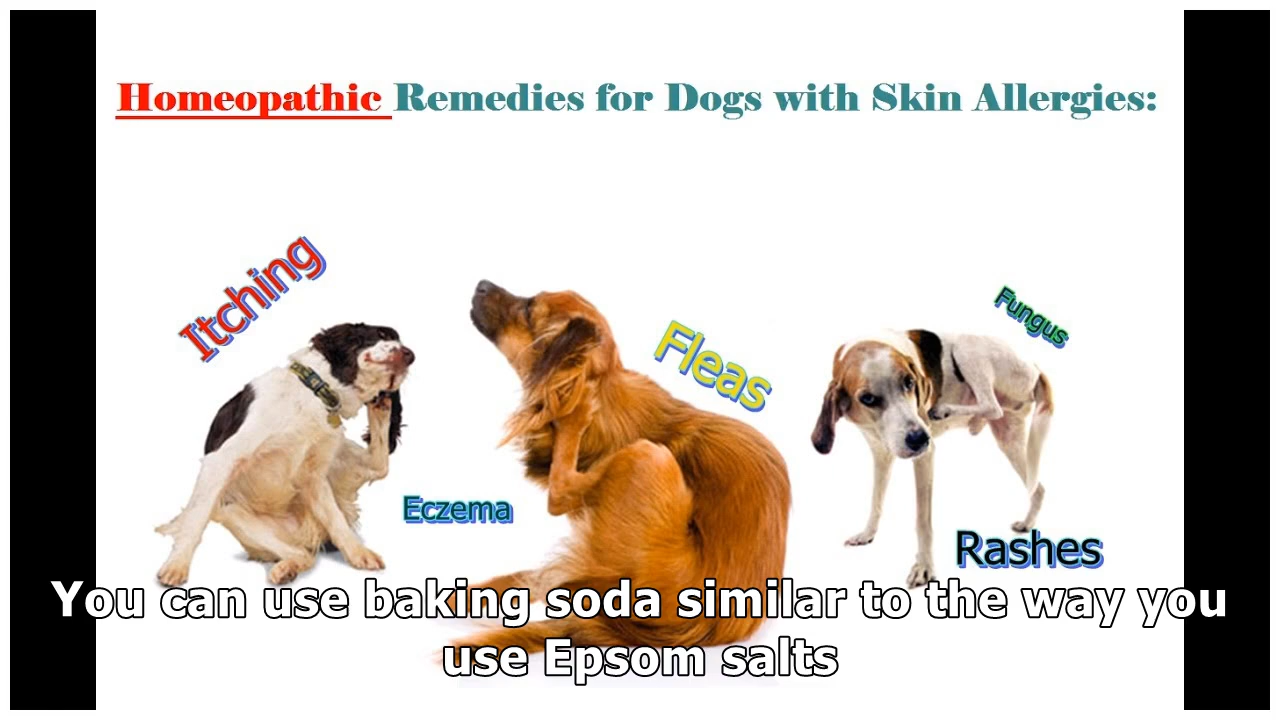 Homeopathic Remedies for Dogs with Skin Allergies:
Itching
Fleas
Fungus
Eczema
Rashes
You can use baking soda similar to the way you
use Epsom salts